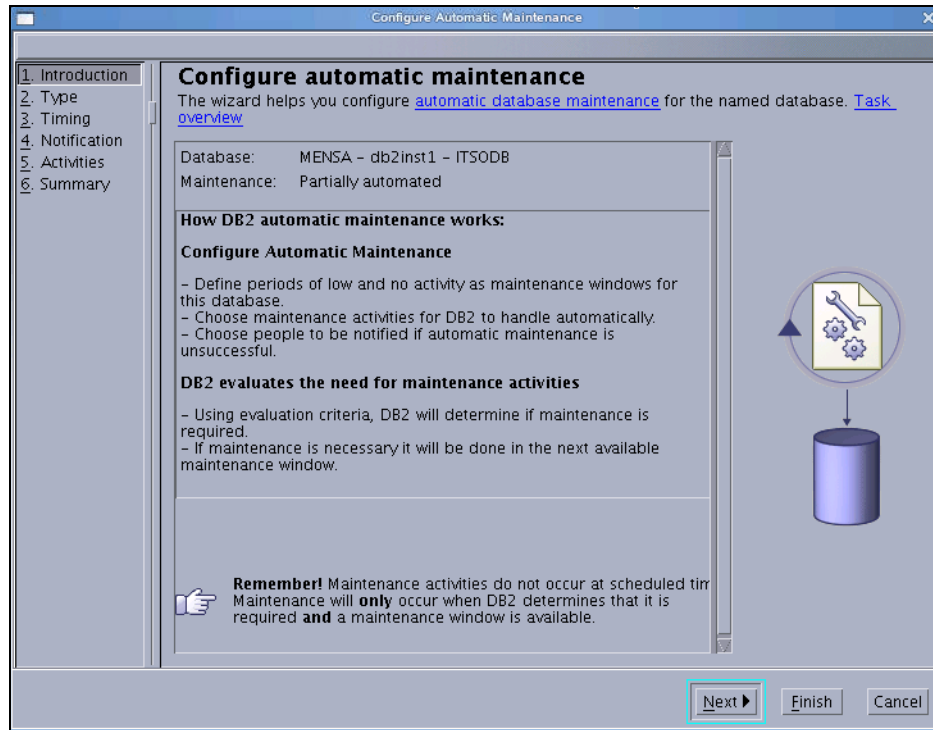 Configure Automatic Maintenance
1. Introduction
2. Type
3. Timing
4. Notification
5. Activities
6. Summary
Configure automatic maintenance
The wizard helps you configure automatic database maintenance for the named database. Task
overview
Database: MENSA – db2inst1 – ITSODB
Maintenance: Partially automated
How DB2 automatic maintenance works:
Configure Automatic Maintenance
– Define periods of low and no activity as maintenance windows for
this database.
– Choose maintenance activities for DB2 to handle automatically.
– Choose people to be notified if automatic maintenance is
unsuccessful.
DB2 evaluates the need for maintenance activities
– Using evaluation criteria, DB2 will determine if maintenance is
required.
– If maintenance is necessary it will be done in the next available
maintenance window.
Remember! Maintenance activities do not occur at scheduled tim
Maintenance will only occur when DB2 determines that it is
required and a maintenance window is available.
Next
Finish
Cancel